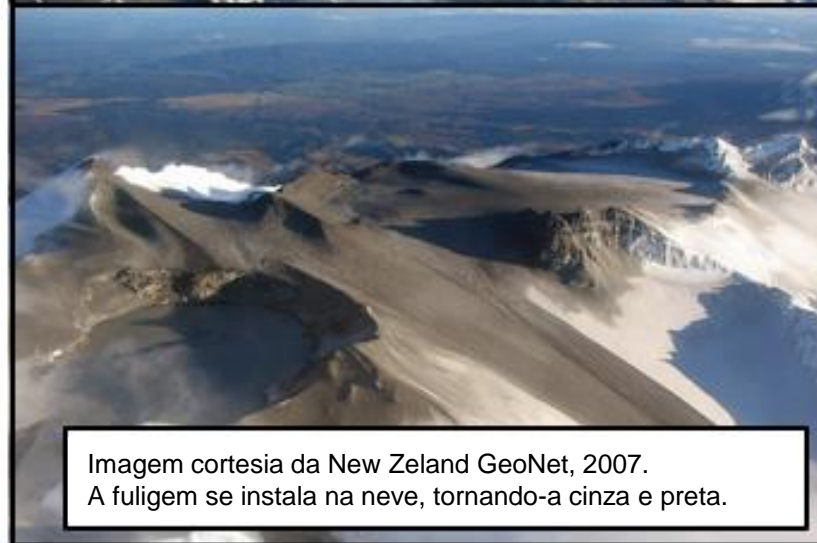 Imagem cortesia da New Zeland GeoNet, 2007.
A fuligem se instala na neve, tornando-a cinza e preta.